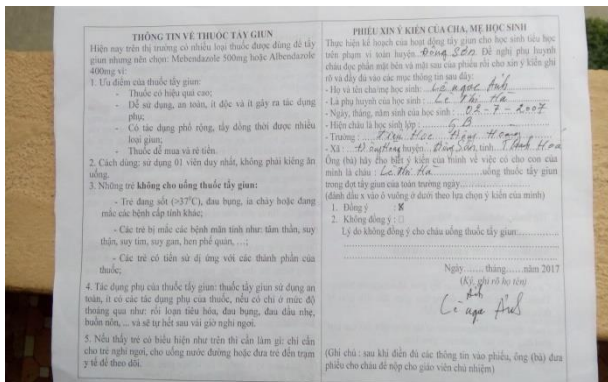 THÔNG TIN VỀ THUỐC TẨY GIUN
Hiện nay trên thị trường có nhiều loại thuốc được dùng để tẩy
giun nhưng nên chọn: Mebendazole 500mg hoặc Albendazole
400mg vì:
1. Ưu điểm của thuốc tẩy giun:
- Thuốc có hiệu quả cao;
- Dễ sử dụng, an toàn, ít độc và ít gây ra tác dụng
phụ;
- Có tác dụng phổ rộng, tẩy đồng thời được nhiều
loại giun;
- Thuốc dễ mua và rẻ tiền.
2. Cách dùng: sử dụng 01 viên duy nhất, không phải kiêng ăn
uống.
3. Những trẻ không cho uống thuốc tẩy giun:
- Trẻ đang sốt (>37⁰C), đau bụng, ỉa chảy hoặc đang
mắc các bệnh cấp tính khác;
- Các trẻ bị mắc các bệnh mãn tính như: tâm thần, suy
thận, suy tim, suy gan, hen phế quản, …;
- Các trẻ có tiền sử dị ứng với các thành phần của
thuốc;
4. Tác dụng phụ của thuốc tẩy giun: thuốc tẩy giun sử dụng an
toàn, ít có các tác dụng phụ của thuốc, nếu có chỉ ở mức độ
thoáng qua như: rối loạn tiêu hóa, đau bụng, đau đầu nhẹ,
buồn nôn, ... và sẽ tự hết sau vài giờ nghỉ ngơi.
5. Nếu thấy trẻ có biểu hiện như trên thì cần làm gì: chỉ cần
cho trẻ nghỉ ngơi, cho uống nước đường hoặc đưa trẻ đến trạm
y tế để theo dõi.
PHIẾU XIN Ý KIẾN CỦA CHA, MẸ HỌC SINH
Thực hiện kế hoạch của hoạt động tẩy giun cho học sinh tiểu học
trên phạm vi toàn huyện Đông Sơn. Đề nghị phụ huynh
cháu đọc phần mặt bên và mặt sau của phiếu rồi cho xin ý kiến ghi
rõ và đầy đủ vào các mục thông tin sau đây:
- Họ và tên cha/mẹ học sinh: Lê Ngọc Anh
- Là phụ huynh của học sinh: Lê Thị Hà
- Ngày, tháng, năm sinh của học sinh: 02-7-2007
- Hiện cháu là học sinh lớp: 5B
- Trường: Tiểu Học Đông Hoàng
- Xã: Đông Hoàng huyện Đông Sơn, tỉnh Thanh Hoá
Ông (bà) hãy cho biết ý kiến của mình về việc có cho con của
mình là cháu: Lê Thị Hà uống thuốc tẩy giun
trong đợt tẩy giun của toàn trường ngày
(đánh dấu x vào ô vuông ở dưới theo lựa chọn ý kiến của mình)
1. Đồng ý : x
2. Không đồng ý : □
Lý do không đồng ý cho cháu uống thuốc tẩy giun:
Ngày....... tháng...... năm 2017
(Ký, ghi rõ họ tên)
Anh
Lê Ngọc Anh
(Ghi chú : sau khi điền đủ các thông tin vào phiếu, ông (bà) đưa
phiếu cho cháu để nộp cho giáo viên chủ nhiệm)